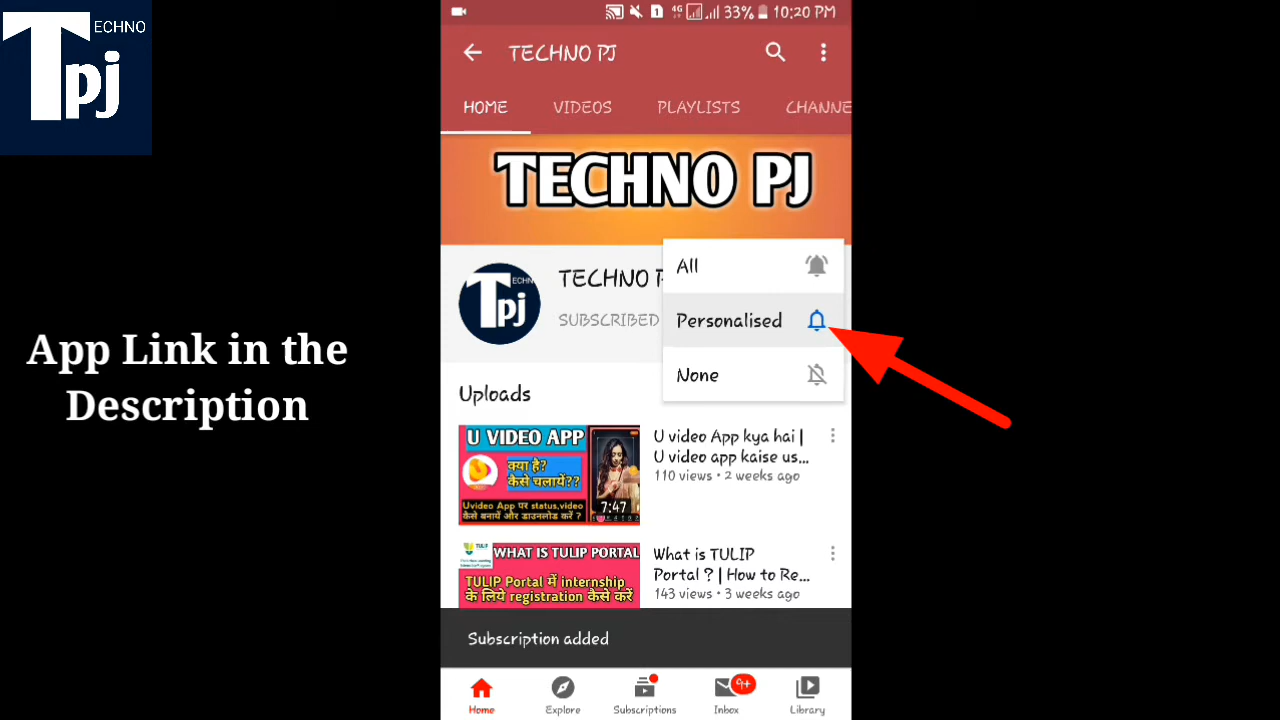 TECHNO
Tpj
App Link in the
Description
1 4G 33% 10:20 PM
TECHNO PJ
HOME VIDEOS PLAYLISTS CHANNE
TECHNO PJ
TECHNO
Tpj
TECHNO P
SUBSCRIBED
All
Personalised
None
Uploads
U VIDEO APP
क्या है?
कैसे चलायें??
Uvideo App पर status,video
कैसे बनायें और डाउनलोड करें ?
7:47
U video App kya hai |
U video app kaise us...
110 views • 2 weeks ago
TULIP
WHAT IS TULIP PORTAL
TULIP Portal में internship
के लिये registration कैसे करें
What is TULIP
Portal ? | How to Re...
143 views • 3 weeks ago
Subscription added
9+
Home Explore Subscriptions Inbox Library